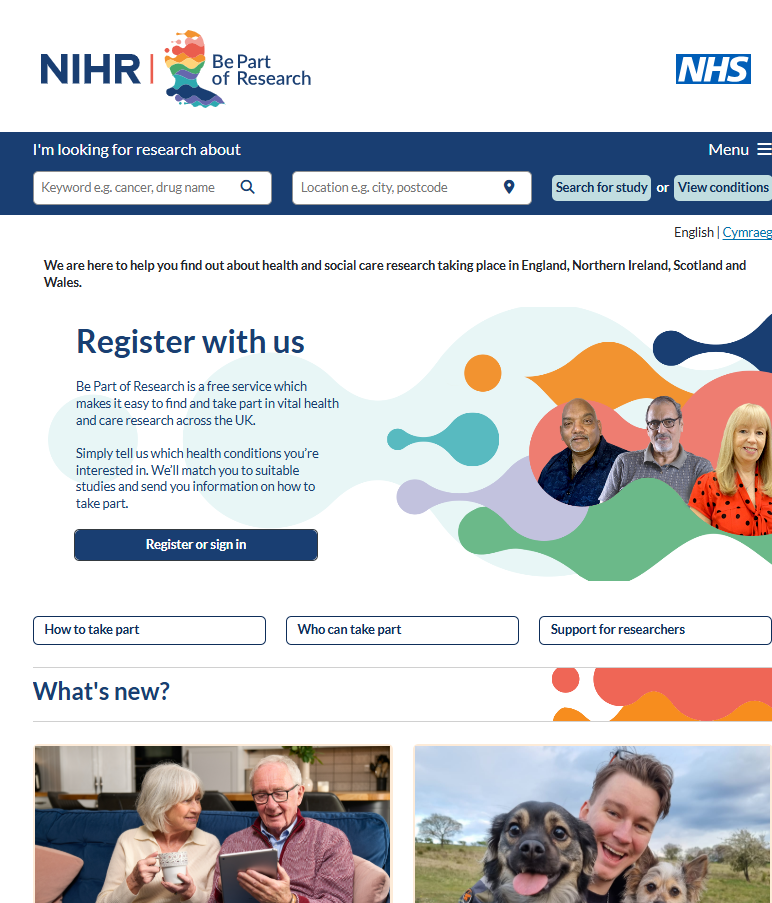 NIHR | Be Part
of Research
NHS
I'm looking for research about
Menu
Keyword e.g. cancer, drug name
Location e.g. city, postcode
Search for study or View conditions
English | Cymraeg
We are here to help you find out about health and social care research taking place in England, Northern Ireland, Scotland and
Wales.
Register with us
Be Part of Research is a free service which
makes it easy to find and take part in vital health
and care research across the UK.
Simply tell us which health conditions you're
interested in. We'll match you to suitable
studies and send you information on how to
take part.
Register or sign in
How to take part
Who can take part
Support for researchers
What's new?